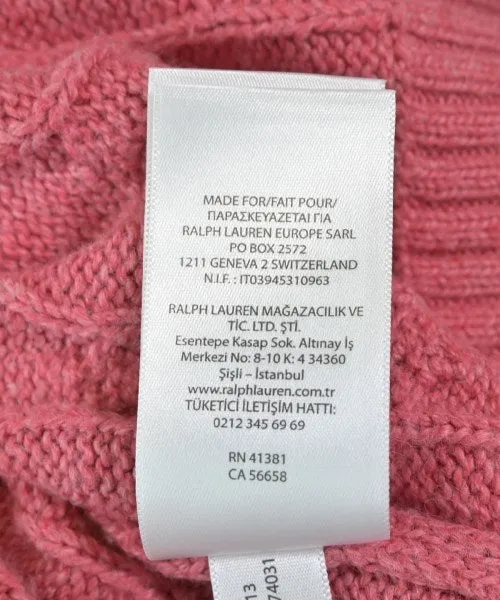 MADE FOR/FAIT POUR/
ΠΑΡΑΣΚΕΥΑΖΕΤΑΙ ΓΙΑ
RALPH LAUREN EUROPE SARL
PO BOX 2572
1211 GENEVA 2 SWITZERLAND
N.I.F. : IT03945310963
RALPH LAUREN MAĞAZACILIK VE
TİC. LTD. ŞTİ.
Esentepe Kasap Sok. Altınay İş
Merkezi No: 8-10 K: 4 34360
Şişli – İstanbul
www.ralphlauren.com.tr
TÜKETİCİ İLETİŞİM HATTI:
0212 345 69 69
RN 41381
CA 56658
13
74031